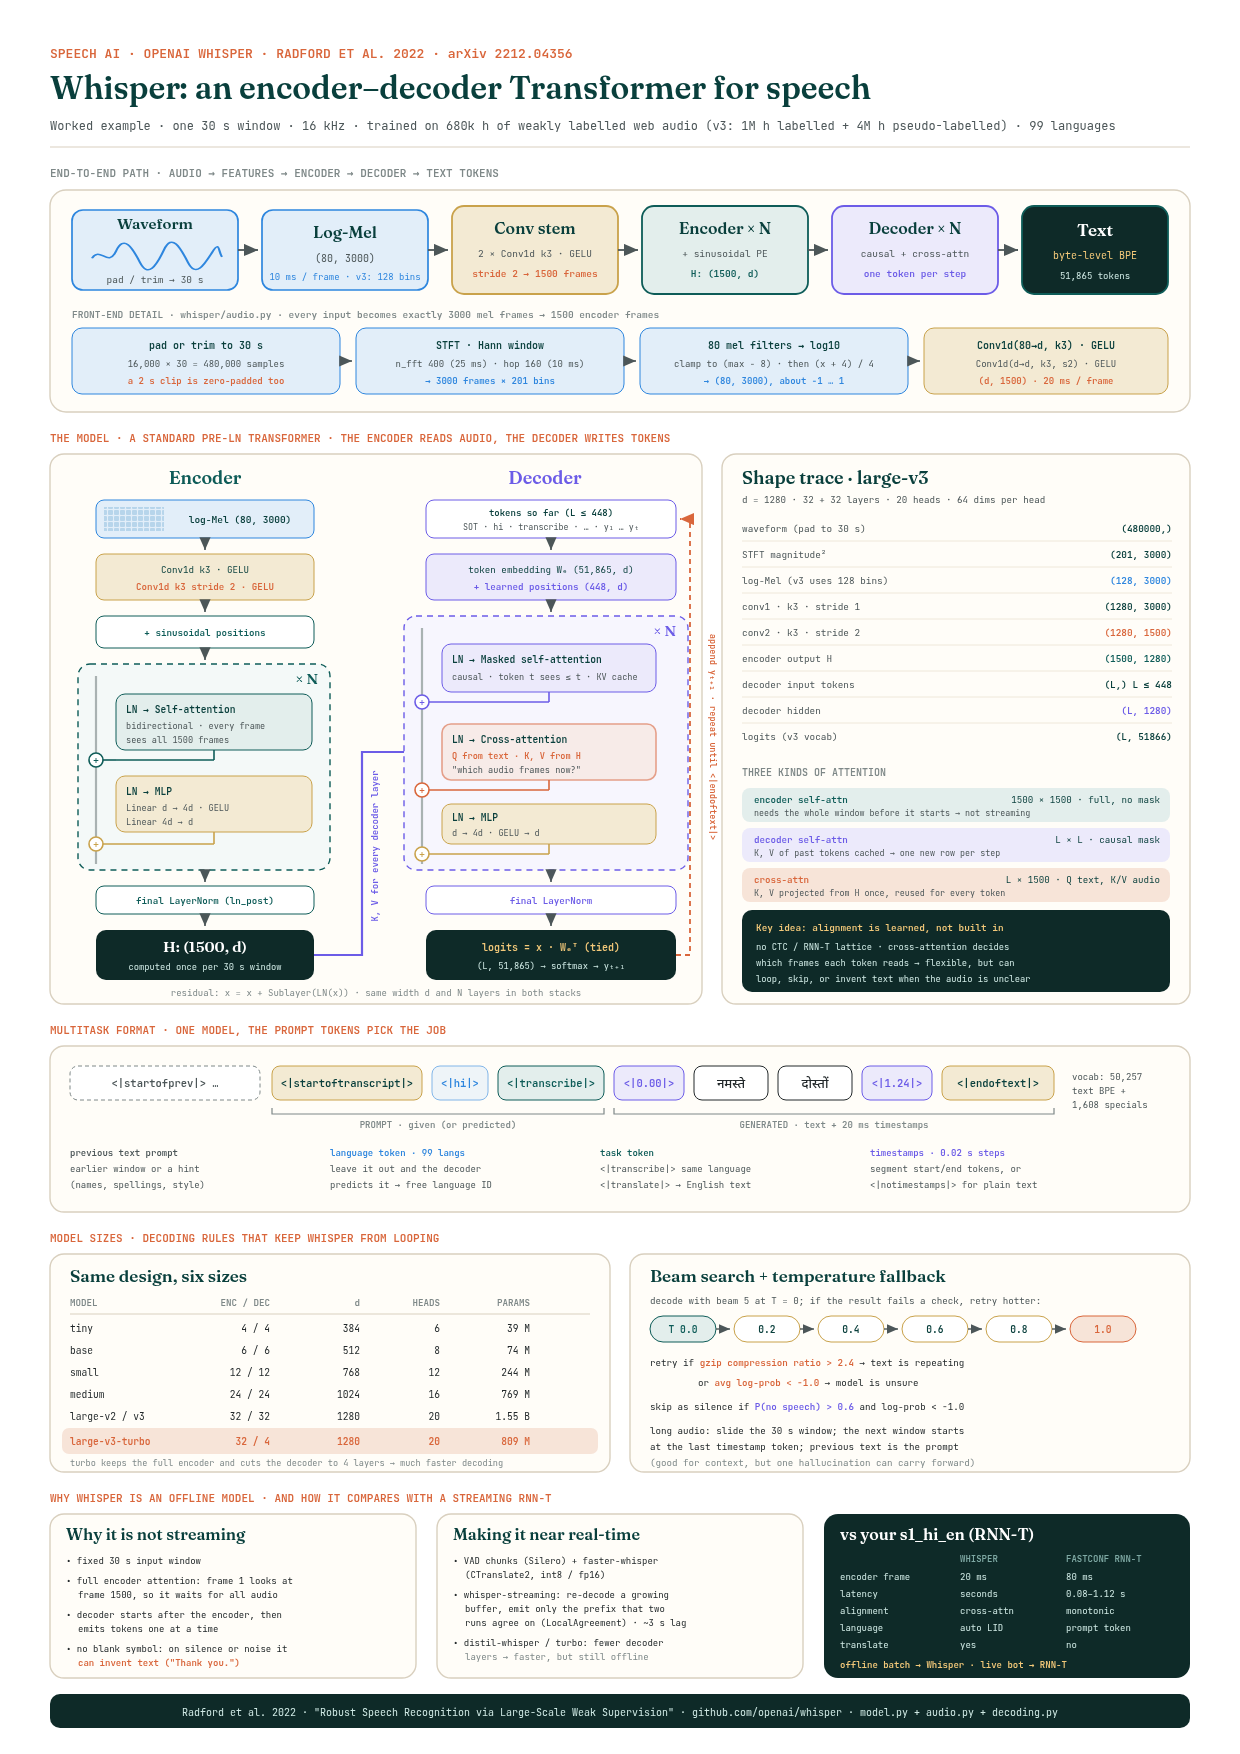 SPEECH AI · OPENAI WHISPER · RADFORD ET AL. 2022 · arXiv 2212.04356
Whisper: an encoder–decoder Transformer for speech
Worked example · one 30 s window · 16 kHz · trained on 680k h of weakly labelled web audio (v3: 1M h labelled + 4M h pseudo-labelled) · 99 languages
END-TO-END PATH · AUDIO → FEATURES → ENCODER → DECODER → TEXT TOKENS
Waveform
pad / trim → 30 s
Log-Mel
(80, 3000)
10 ms / frame · v3: 128 bins
Conv stem
2 × Conv1d k3 · GELU
stride 2 → 1500 frames
Encoder × N
+ sinusoidal PE
H: (1500, d)
Decoder × N
causal + cross-attn
one token per step
Text
byte-level BPE
51,865 tokens
FRONT-END DETAIL · whisper/audio.py · every input becomes exactly 3000 mel frames → 1500 encoder frames
pad or trim to 30 s
16,000 × 30 = 480,000 samples
a 2 s clip is zero-padded too
STFT · Hann window
n_fft 400 (25 ms) · hop 160 (10 ms)
→ 3000 frames × 201 bins
80 mel filters → log10
clamp to (max - 8) · then (x + 4) / 4
→ (80, 3000), about -1 … 1
Conv1d(80→d, k3) · GELU
Conv1d(d→d, k3, s2) · GELU
(d, 1500) · 20 ms / frame
THE MODEL · A STANDARD PRE-LN TRANSFORMER · THE ENCODER READS AUDIO, THE DECODER WRITES TOKENS
Encoder
log-Mel (80, 3000)
Conv1d k3 · GELU
Conv1d k3 stride 2 · GELU
+ sinusoidal positions
× N
LN → Self-attention
bidirectional · every frame
sees all 1500 frames
+
LN → MLP
Linear d → 4d · GELU
Linear 4d → d
+
final LayerNorm (ln_post)
H: (1500, d)
computed once per 30 s window
K, V for every decoder layer
Decoder
tokens so far (L ≤ 448)
SOT · hi · transcribe · … · y₁ … yₜ
token embedding Wₑ (51,865, d)
+ learned positions (448, d)
× N
LN → Masked self-attention
causal · token t sees ≤ t · KV cache
+
LN → Cross-attention
Q from text · K, V from H
"which audio frames now?"
+
LN → MLP
d → 4d · GELU → d
+
final LayerNorm
logits = x · Wₑᵀ (tied)
(L, 51,865) → softmax → yₜ₊₁
append yₜ₊₁ · repeat until <|endoftext|>
residual: x = x + Sublayer(LN(x)) · same width d and N layers in both stacks
Shape trace · large-v3
d = 1280 · 32 + 32 layers · 20 heads · 64 dims per head
waveform (pad to 30 s) (480000,)
STFT magnitude² (201, 3000)
log-Mel (v3 uses 128 bins) (128, 3000)
conv1 · k3 · stride 1 (1280, 3000)
conv2 · k3 · stride 2 (1280, 1500)
encoder output H (1500, 1280)
decoder input tokens (L,) L ≤ 448
decoder hidden (L, 1280)
logits (v3 vocab) (L, 51866)
THREE KINDS OF ATTENTION
encoder self-attn 1500 × 1500 · full, no mask
needs the whole window before it starts → not streaming
decoder self-attn L × L · causal mask
K, V of past tokens cached → one new row per step
cross-attn L × 1500 · Q text, K/V audio
K, V projected from H once, reused for every token
Key idea: alignment is learned, not built in
no CTC / RNN-T lattice · cross-attention decides
which frames each token reads → flexible, but can
loop, skip, or invent text when the audio is unclear
MULTITASK FORMAT · ONE MODEL, THE PROMPT TOKENS PICK THE JOB
<|startofprev|> … <|startoftranscript|> <|hi|> <|transcribe|> <|0.00|> नमस्ते दोस्तों <|1.24|> <|endoftext|>
vocab: 50,257
text BPE +
1,608 specials
PROMPT · given (or predicted)
GENERATED · text + 20 ms timestamps
previous text prompt
earlier window or a hint
(names, spellings, style)
language token · 99 langs
leave it out and the decoder
predicts it → free language ID
task token
<|transcribe|> same language
<|translate|> → English text
timestamps · 0.02 s steps
segment start/end tokens, or
<|notimestamps|> for plain text
MODEL SIZES · DECODING RULES THAT KEEP WHISPER FROM LOOPING
Same design, six sizes
MODEL ENC / DEC d HEADS PARAMS
tiny 4 / 4 384 6 39 M
base 6 / 6 512 8 74 M
small 12 / 12 768 12 244 M
medium 24 / 24 1024 16 769 M
large-v2 / v3 32 / 32 1280 20 1.55 B
large-v3-turbo 32 / 4 1280 20 809 M
turbo keeps the full encoder and cuts the decoder to 4 layers → much faster decoding
Beam search + temperature fallback
decode with beam 5 at T = 0; if the result fails a check, retry hotter:
T 0.0 0.2 0.4 0.6 0.8 1.0
retry if gzip compression ratio > 2.4 → text is repeating
or avg log-prob < -1.0 → model is unsure
skip as silence if P(no speech) > 0.6 and log-prob < -1.0
long audio: slide the 30 s window; the next window starts
at the last timestamp token; previous text is the prompt
(good for context, but one hallucination can carry forward)
WHY WHISPER IS AN OFFLINE MODEL · AND HOW IT COMPARES WITH A STREAMING RNN-T
Why it is not streaming
• fixed 30 s input window
• full encoder attention: frame 1 looks at
frame 1500, so it waits for all audio
• decoder starts after the encoder, then
emits tokens one at a time
• no blank symbol: on silence or noise it
can invent text ("Thank you.")
Making it near real-time
• VAD chunks (Silero) + faster-whisper
(CTranslate2, int8 / fp16)
• whisper-streaming: re-decode a growing
buffer, emit only the prefix that two
runs agree on (LocalAgreement) · ~3 s lag
• distil-whisper / turbo: fewer decoder
layers → faster, but still offline
vs your s1_hi_en (RNN-T)
WHISPER FASTCONF RNN-T
encoder frame 20 ms 80 ms
latency seconds 0.08–1.12 s
alignment cross-attn monotonic
language auto LID prompt token
translate yes no
offline batch → Whisper · live bot → RNN-T
Radford et al. 2022 · "Robust Speech Recognition via Large-Scale Weak Supervision" · github.com/openai/whisper · model.py + audio.py + decoding.py